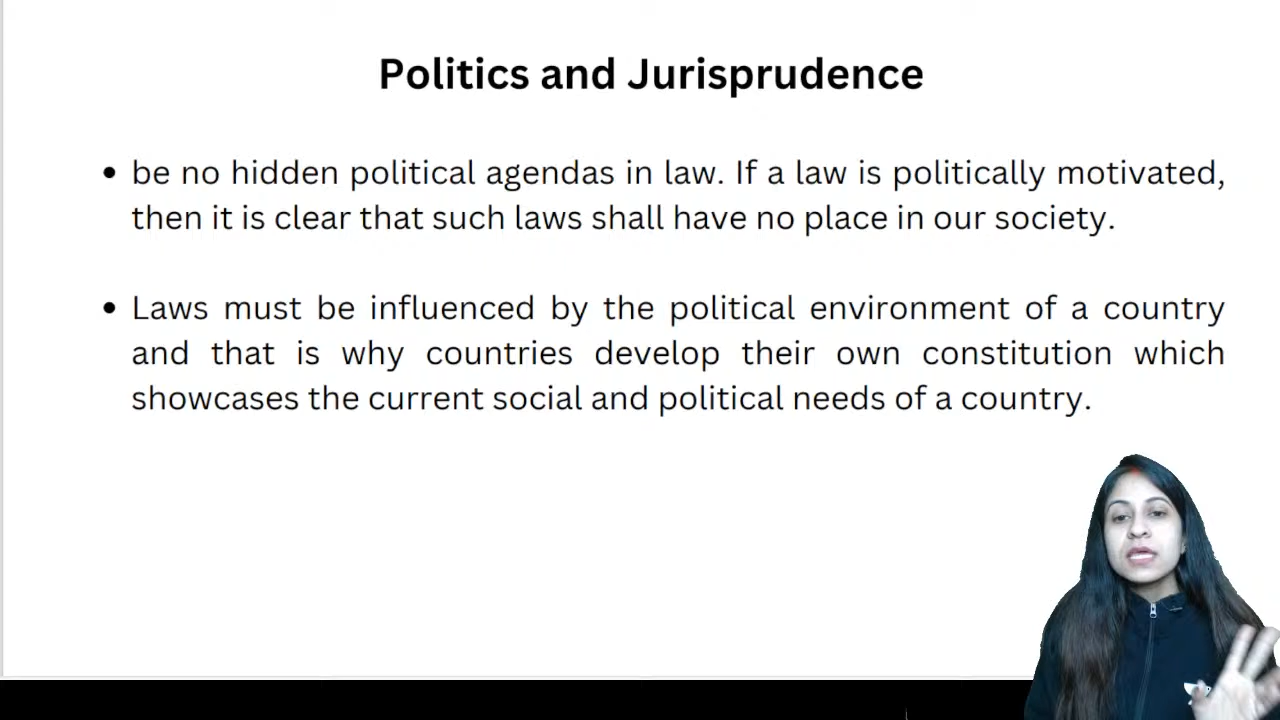 Politics and Jurisprudence
• be no hidden political agendas in law. If a law is politically motivated,
then it is clear that such laws shall have no place in our society.
• Laws must be influenced by the political environment of a country
and that is why countries develop their own constitution which
showcases the current social and political needs of a country.